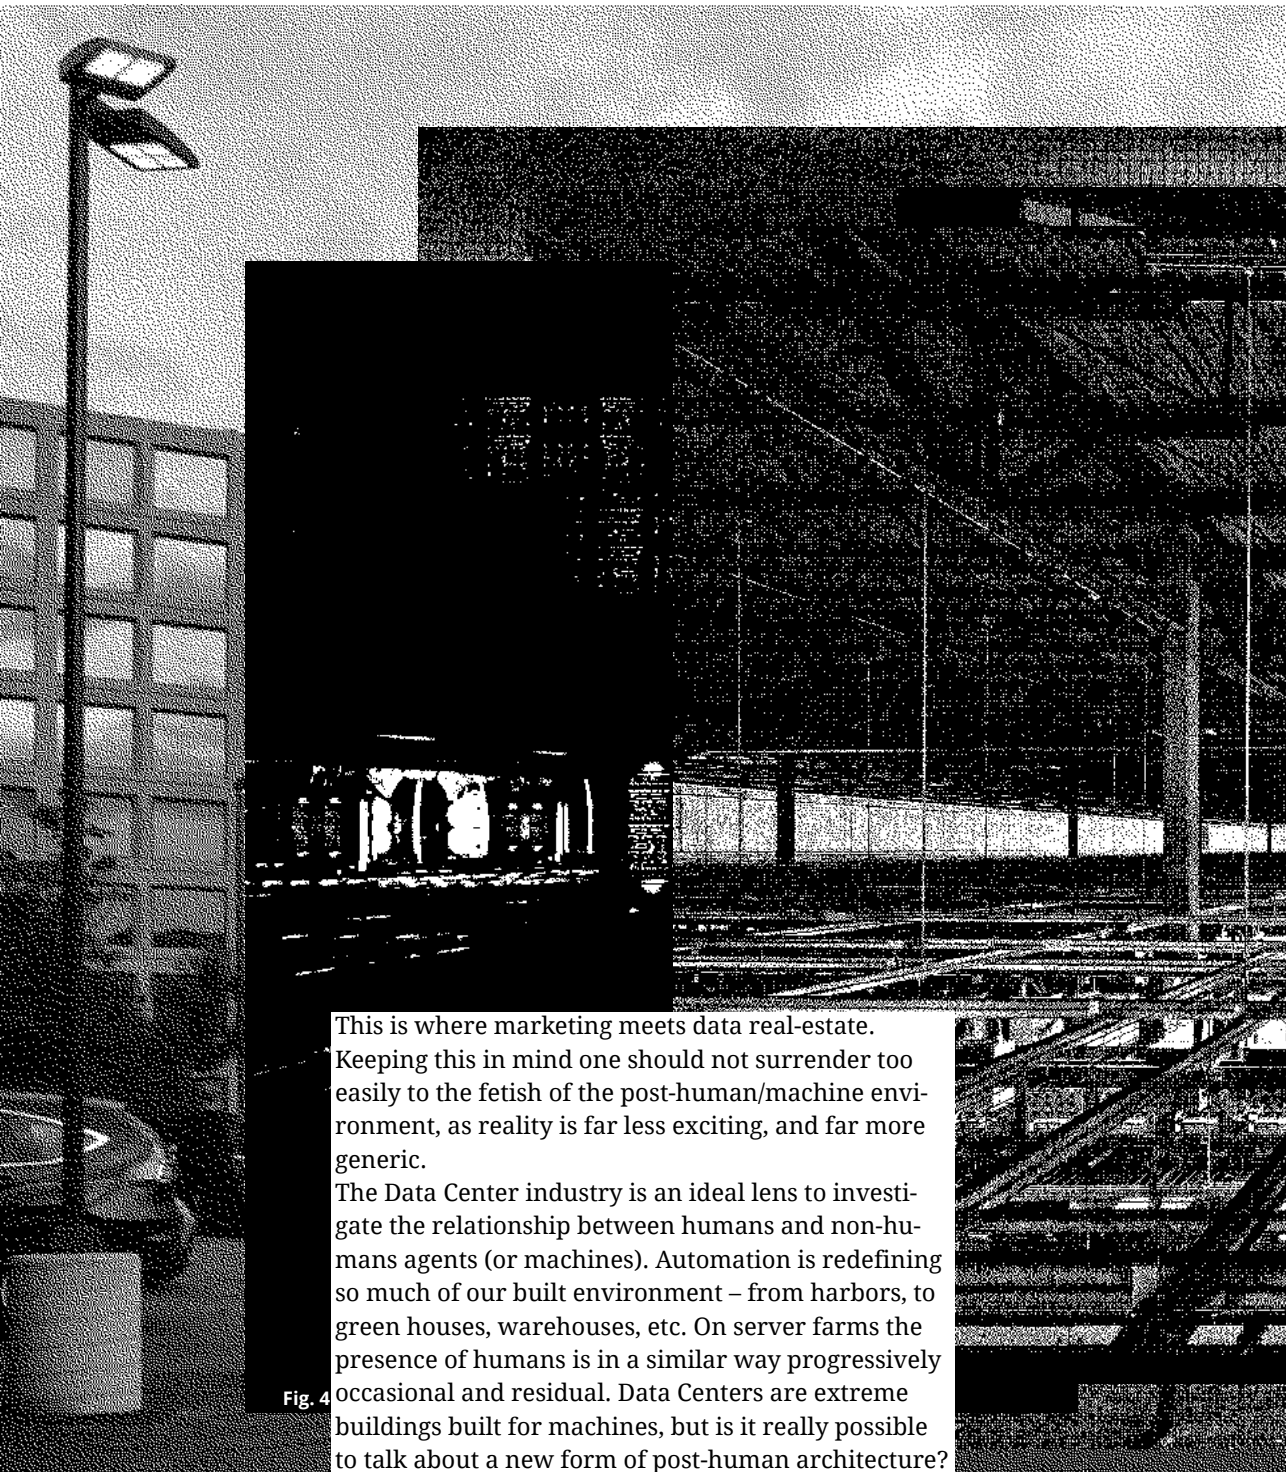 This is where marketing meets data real-estate.
Keeping this in mind one should not surrender too
easily to the fetish of the post-human/machine envi-
ronment, as reality is far less exciting, and far more
generic.
The Data Center industry is an ideal lens to investi-
gate the relationship between humans and non-hu-
mans agents (or machines). Automation is redefining
so much of our built environment – from harbors, to
green houses, warehouses, etc. On server farms the
presence of humans is in a similar way progressively
Fig. 4
occasional and residual. Data Centers are extreme
buildings built for machines, but is it really possible
to talk about a new form of post-human architecture?